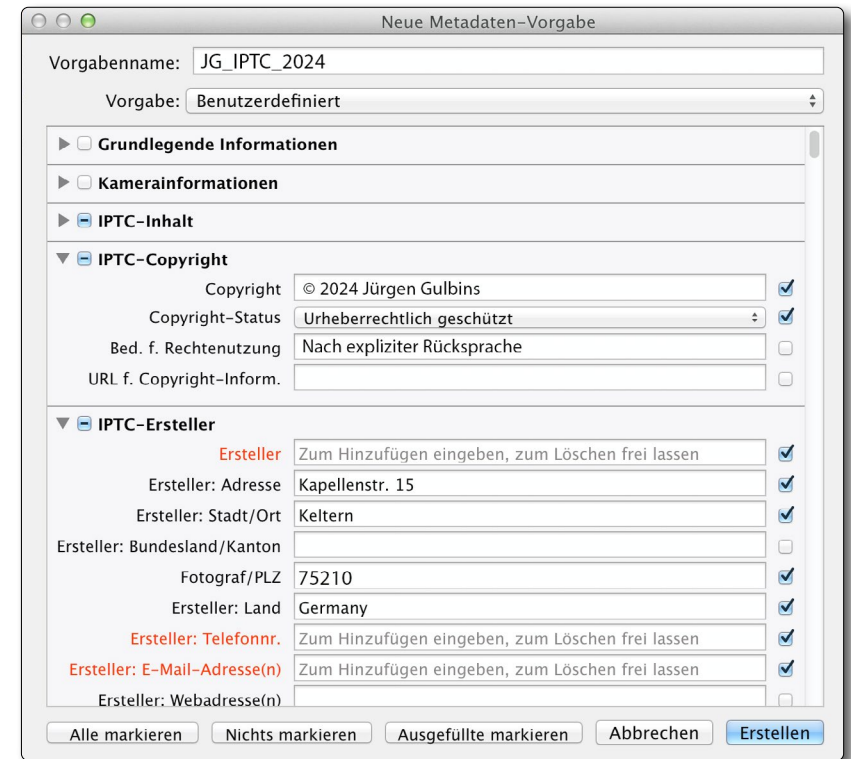 Neue Metadaten-Vorgabe
Vorgabenname: JG_IPTC_2024
Vorgabe: Benutzerdefiniert
Grundlegende Informationen
Kamerainformationen
IPTC-Inhalt
IPTC-Copyright
Copyright © 2024 Jürgen Gulbins
Copyright-Status Urheberrechtlich geschützt
Bed. f. Rechtenutzung Nach expliziter Rücksprache
URL f. Copyright-Inform.
IPTC-Ersteller
Ersteller Zum Hinzufügen eingeben, zum Löschen frei lassen
Ersteller: Adresse Kapellenstr. 15
Ersteller: Stadt/Ort Keltern
Ersteller: Bundesland/Kanton
Fotograf/PLZ 75210
Ersteller: Land Germany
Ersteller: Telefonnr. Zum Hinzufügen eingeben, zum Löschen frei lassen
Ersteller: E-Mail-Adresse(n) Zum Hinzufügen eingeben, zum Löschen frei lassen
Ersteller: Webadresse(n)
Alle markieren Nichts markieren Ausgefüllte markieren Abbrechen Erstellen